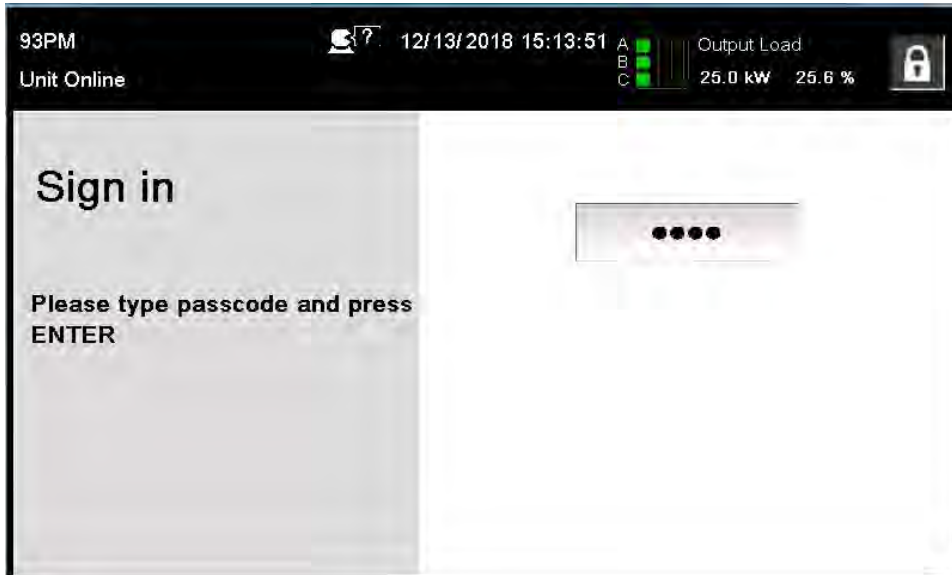 93PM
? 12/13/2018 15:13:51
Unit Online
A
B
C
Output Load
25.0 kW 25.6 %
Sign in
••••
Please type passcode and press
ENTER